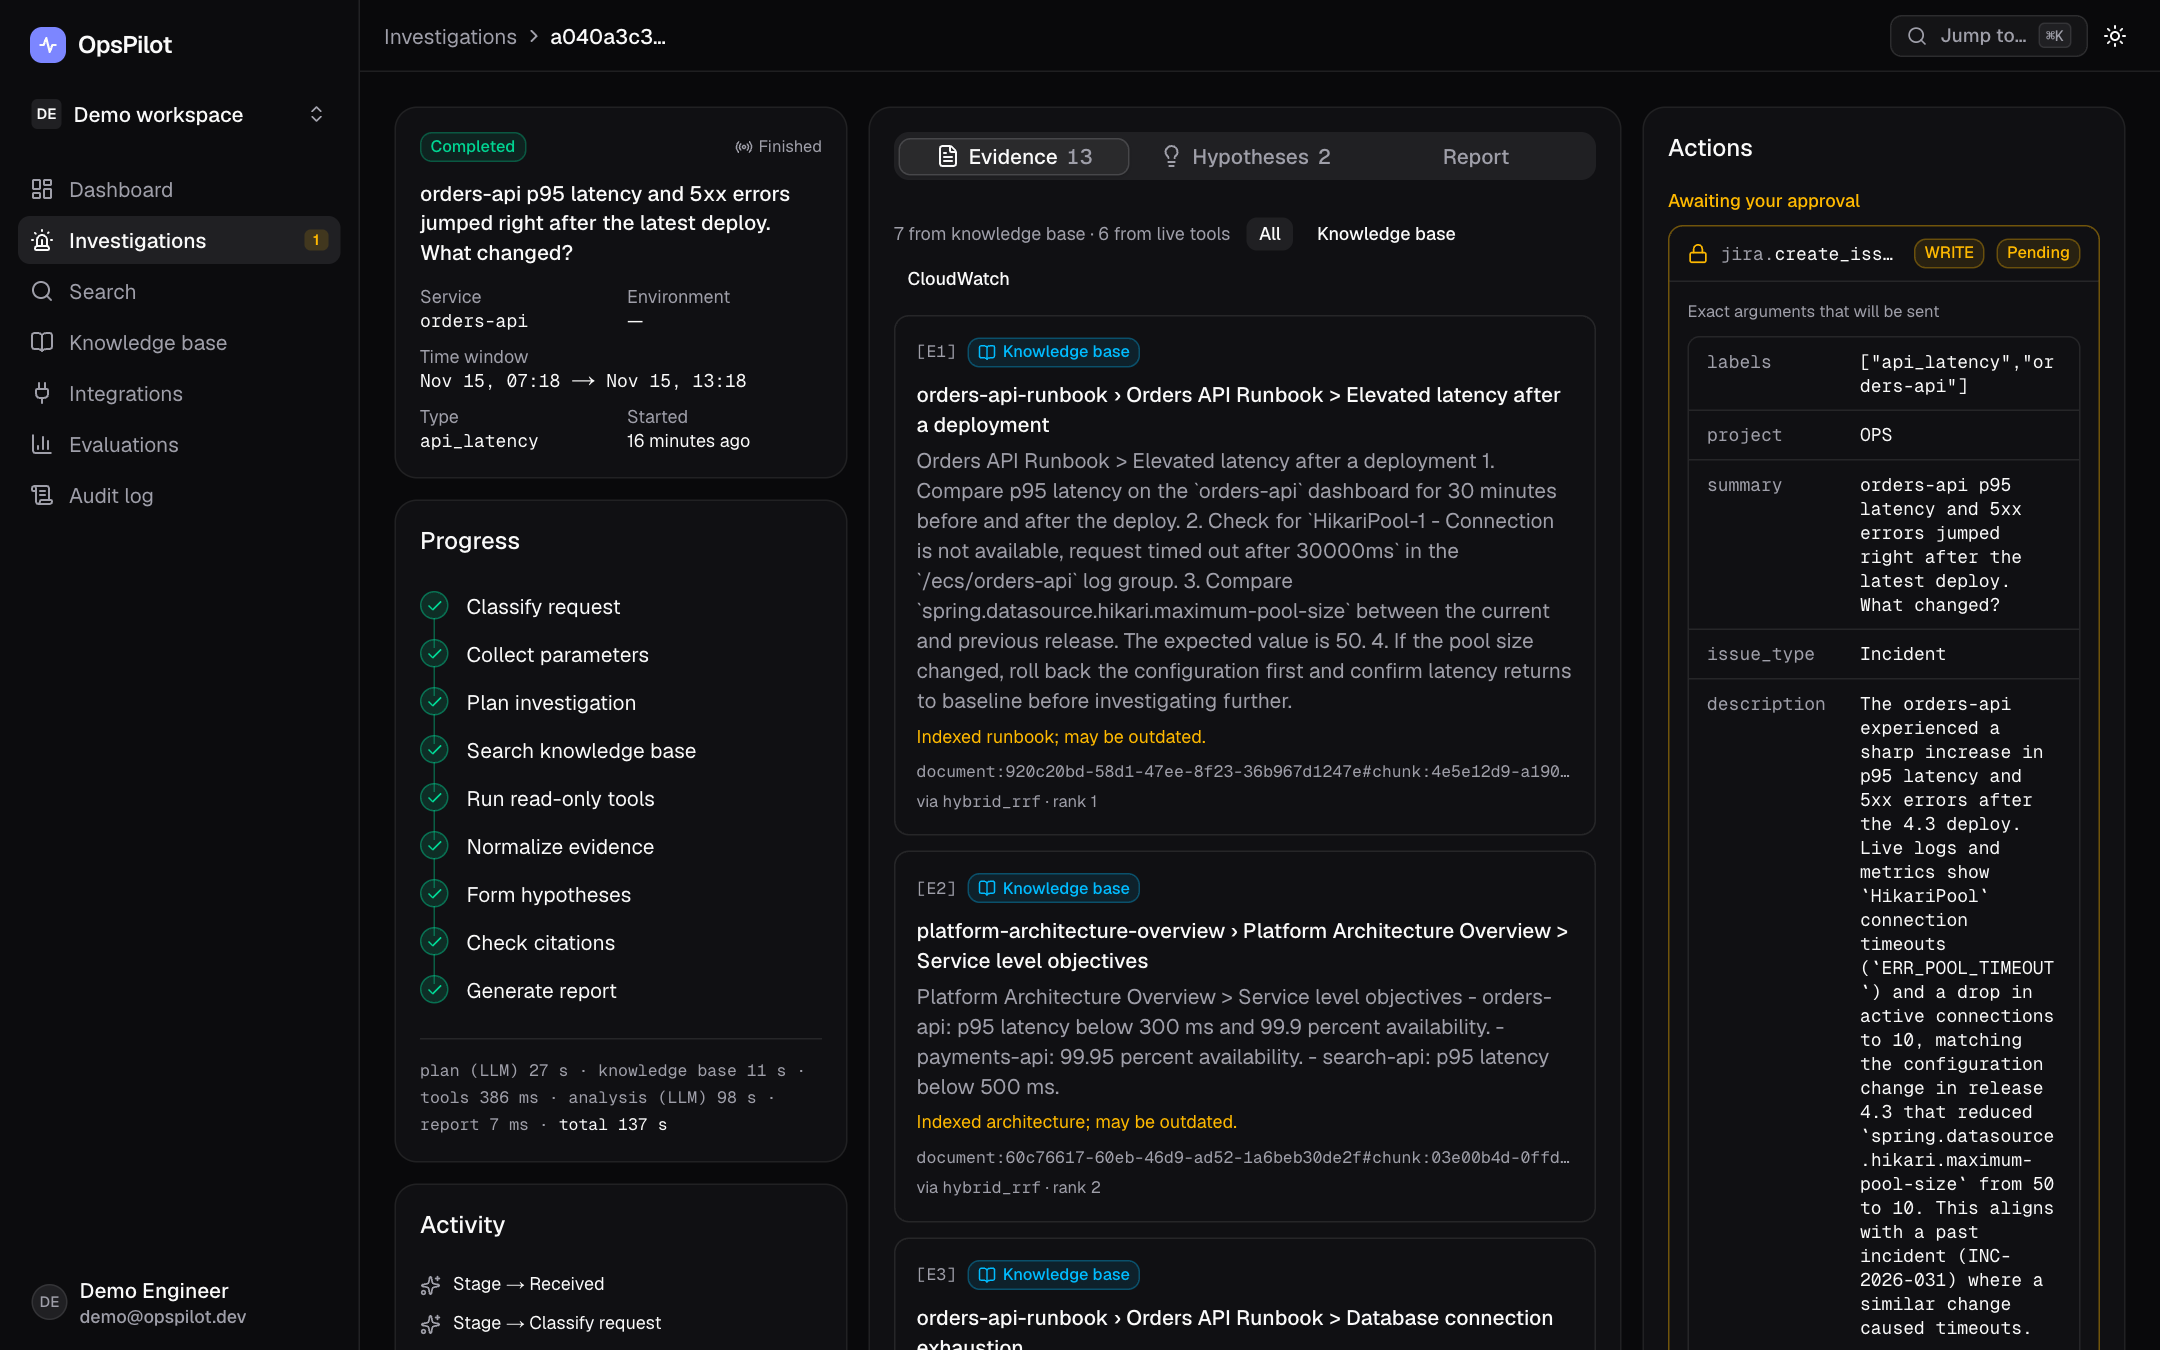 OpsPilot
DE Demo workspace
Dashboard
Investigations 1
Search
Knowledge base
Integrations
Evaluations
Audit log
DE Demo Engineer
demo@opspilot.dev
Investigations > a040a3c3…
Jump to… ⌘K
Completed
Finished
orders-api p95 latency and 5xx errors
jumped right after the latest deploy.
What changed?
Service Environment
orders-api —
Time window
Nov 15, 07:18 → Nov 15, 13:18
Type Started
api_latency 16 minutes ago
Progress
Classify request
Collect parameters
Plan investigation
Search knowledge base
Run read-only tools
Normalize evidence
Form hypotheses
Check citations
Generate report
plan (LLM) 27 s · knowledge base 11 s ·
tools 386 ms · analysis (LLM) 98 s ·
report 7 ms · total 137 s
Activity
Stage → Received
Stage → Classify request
Evidence 13 Hypotheses 2 Report
7 from knowledge base · 6 from live tools All Knowledge base
CloudWatch
[E1] Knowledge base
orders-api-runbook › Orders API Runbook > Elevated latency after
a deployment
Orders API Runbook > Elevated latency after a deployment 1.
Compare p95 latency on the `orders-api` dashboard for 30 minutes
before and after the deploy. 2. Check for `HikariPool-1 - Connection
is not available, request timed out after 30000ms` in the
`/ecs/orders-api` log group. 3. Compare
`spring.datasource.hikari.maximum-pool-size` between the current
and previous release. The expected value is 50. 4. If the pool size
changed, roll back the configuration first and confirm latency returns
to baseline before investigating further.
Indexed runbook; may be outdated.
document:920c20bd-58d1-47ee-8f23-36b967d1247e#chunk:4e5e12d9-a190…
via hybrid_rrf · rank 1
[E2] Knowledge base
platform-architecture-overview › Platform Architecture Overview >
Service level objectives
Platform Architecture Overview > Service level objectives - orders-
api: p95 latency below 300 ms and 99.9 percent availability. -
payments-api: 99.95 percent availability. - search-api: p95 latency
below 500 ms.
Indexed architecture; may be outdated.
document:60c76617-60eb-46d9-ad52-1a6beb30de2f#chunk:03e00b4d-0ffd…
via hybrid_rrf · rank 2
[E3] Knowledge base
orders-api-runbook › Orders API Runbook > Database connection
exhaustion
Actions
Awaiting your approval
jira.create_iss… WRITE Pending
Exact arguments that will be sent
labels ["api_latency","or
ders-api"]
project OPS
summary orders-api p95
latency and 5xx
errors jumped
right after the
latest deploy.
What changed?
issue_type Incident
description The orders-api
experienced a
sharp increase in
p95 latency and
5xx errors after
the 4.3 deploy.
Live logs and
metrics show
`HikariPool`
connection
timeouts
(`ERR_POOL_TIMEOUT
`) and a drop in
active connections
to 10, matching
the configuration
change in release
4.3 that reduced
`spring.datasource
.hikari.maximum-
pool-size` from 50
to 10. This aligns
with a past
incident (INC-
2026-031) where a
similar change
caused timeouts.